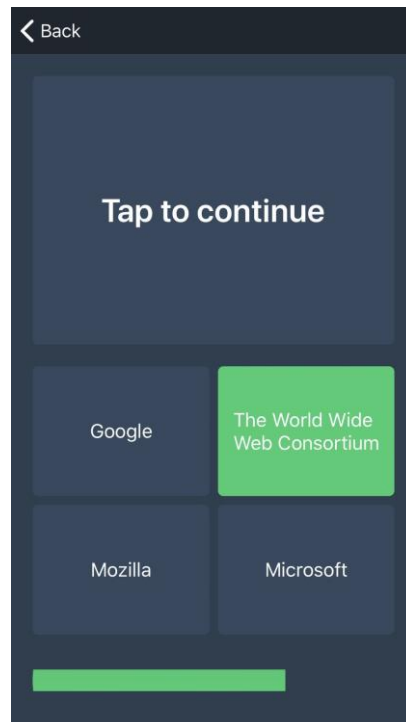 Back
Tap to continue
Google
The World Wide
Web Consortium
Mozilla
Microsoft